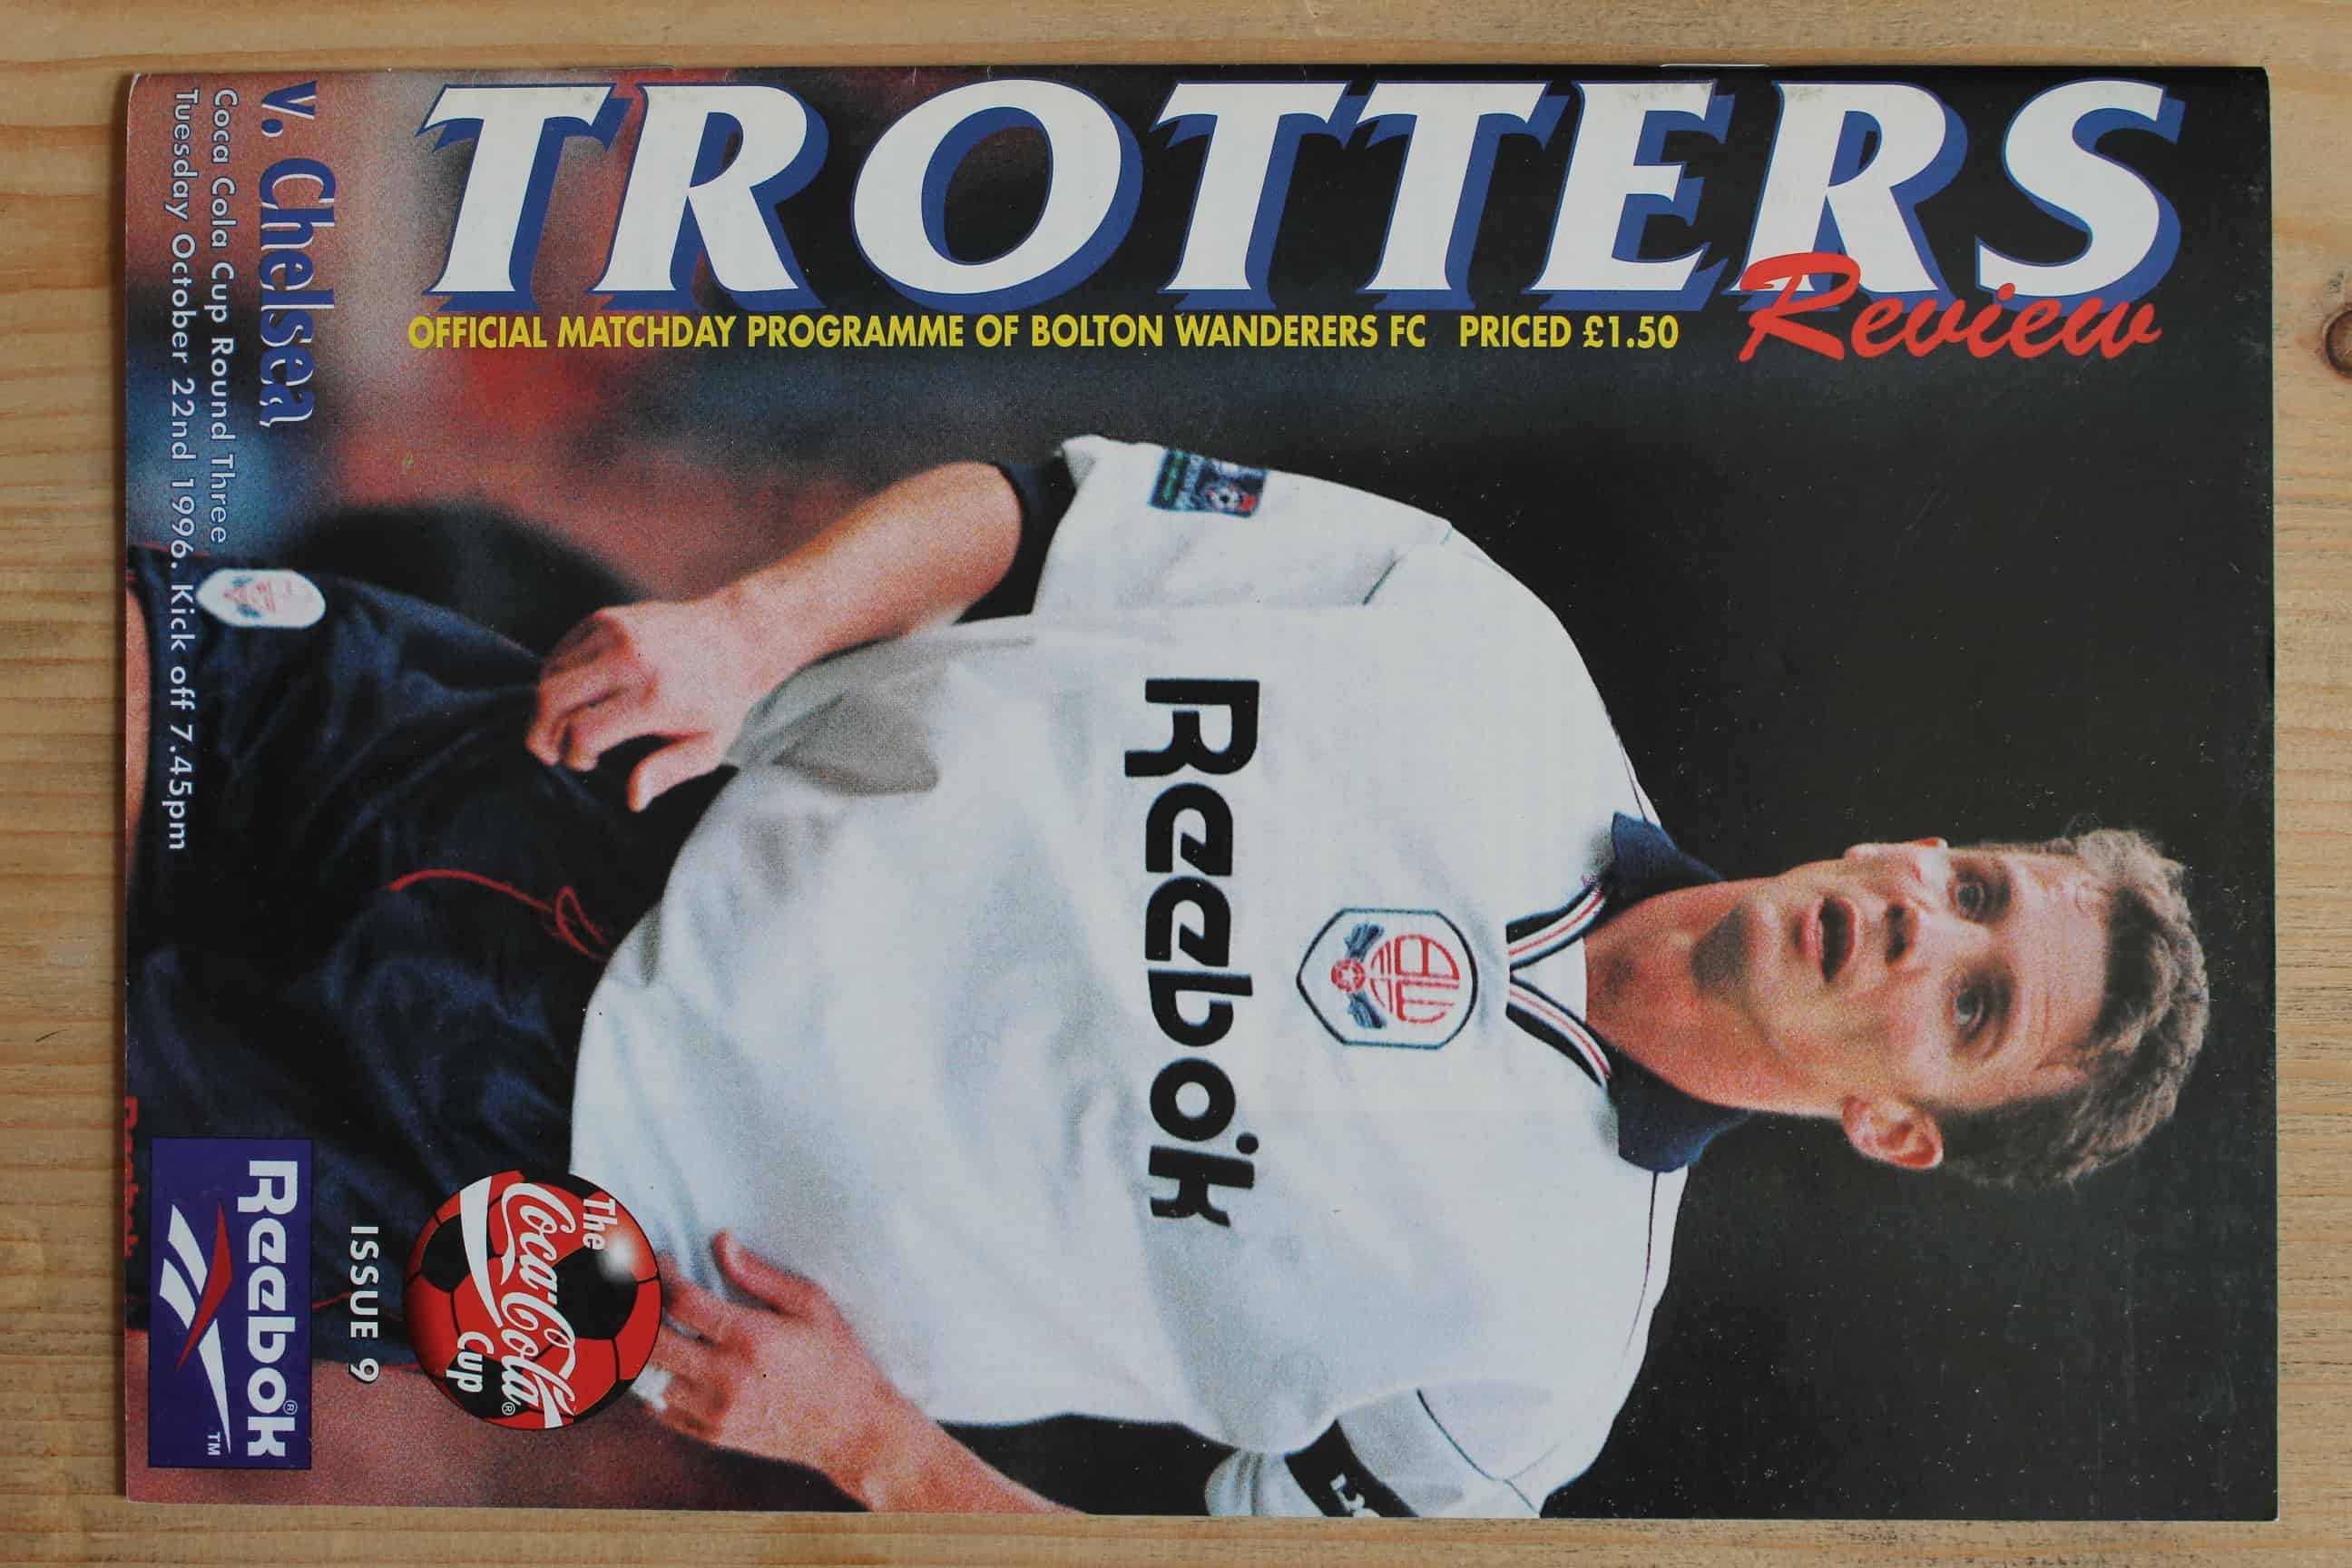 TROTTERS
Review
OFFICIAL MATCHDAY PROGRAMME OF BOLTON WANDERERS FC PRICED £1.50
v. Chelsea
Coca Cola Cup Round Three
Tuesday October 22nd 1996. Kick off 7.45pm
Reebok
The
Coca-Cola®
Cup
ISSUE 9
Reebok®
TM